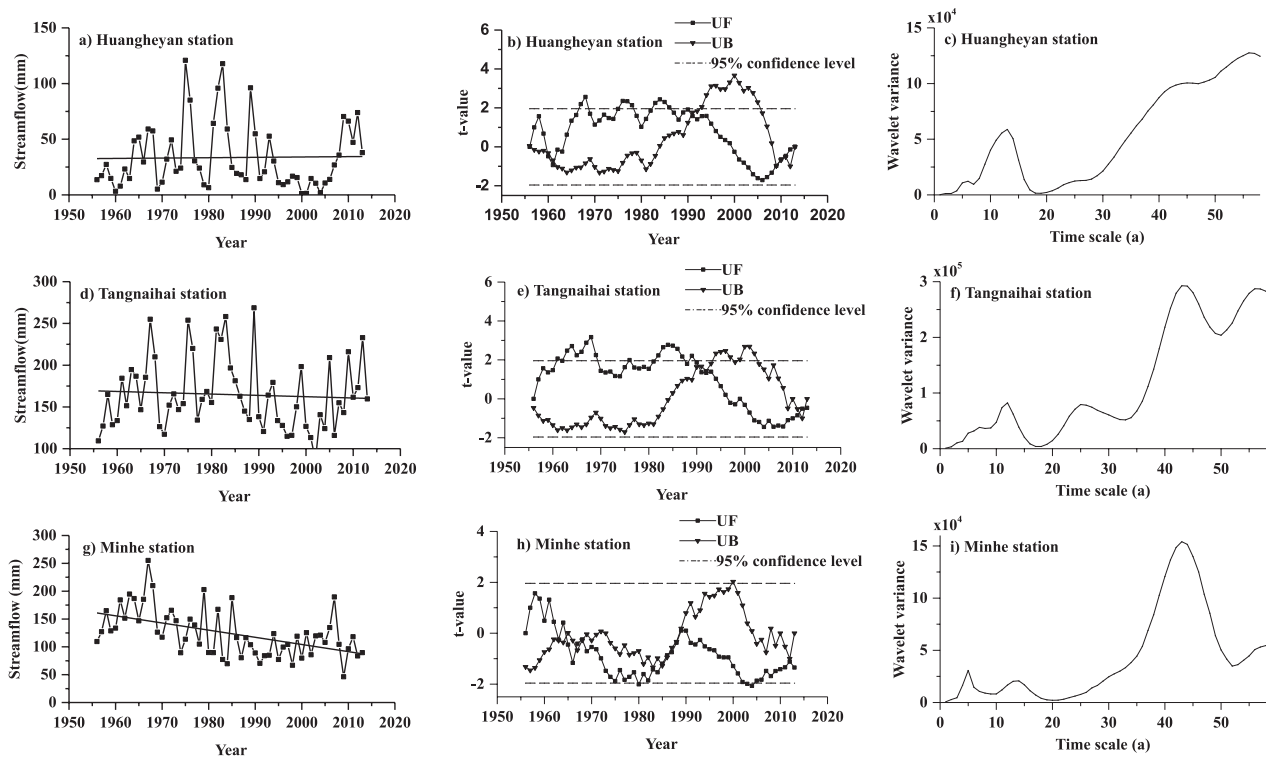 a) Huangheyan station
Streamflow(mm)
150
100
50
0
1950 1960 1970 1980 1990 2000 2010 2020
Year
b) Huangheyan station
UF
UB
95% confidence level
t-value
6
4
2
0
-2
1950 1960 1970 1980 1990 2000 2010 2020
Year
x10⁴
c) Huangheyan station
Wavelet variance
15
10
5
0
0 10 20 30 40 50
Time scale (a)
d) Tangnaihai station
Streamflow(mm)
300
250
200
150
100
1950 1960 1970 1980 1990 2000 2010 2020
Year
e) Tangnaihai station
UF
UB
95% confidence level
t-value
6
4
2
0
-2
1950 1960 1970 1980 1990 2000 2010 2020
Year
x10⁵
f) Tangnaihai station
Wavelet variance
3
2
1
0
0 10 20 30 40 50
Time scale (a)
g) Minhe station
Streamflow (mm)
300
250
200
150
100
50
0
1950 1960 1970 1980 1990 2000 2010 2020
Year
h) Minhe station
UF
UB
95% confidence level
t-value
4
2
0
-2
1950 1960 1970 1980 1990 2000 2010 2020
Year
x10⁴
i) Minhe station
Wavelet variance
15
10
5
0
0 10 20 30 40 50
Time scale (a)